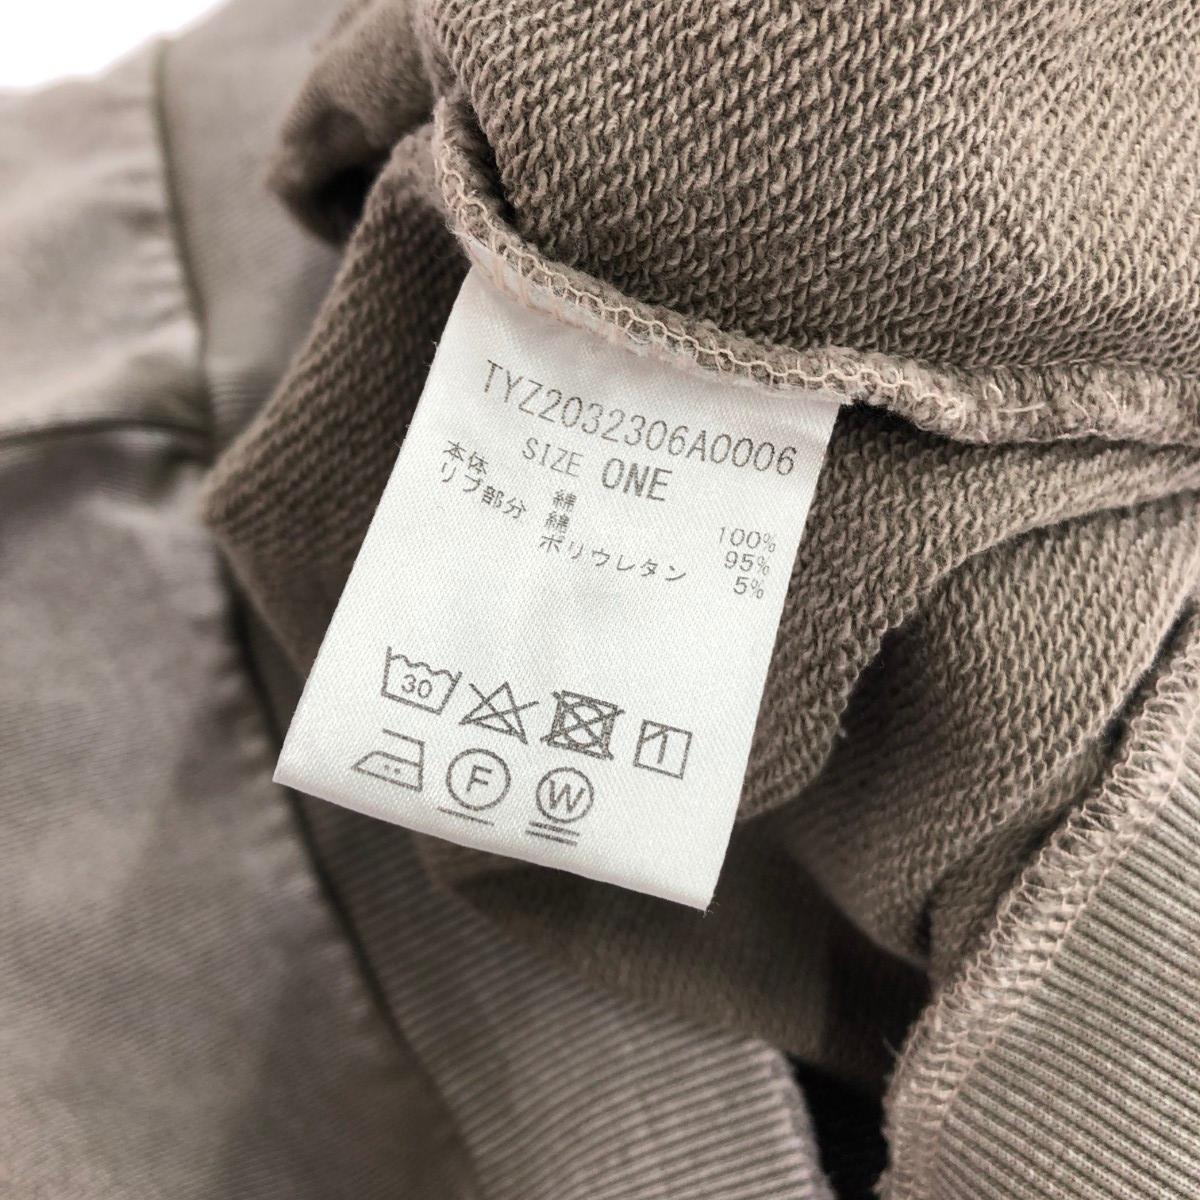 TYZ2032306A0006
SIZE ONE
本体 綿 100%
リブ部分 綿 95%
ポリウレタン 5%
30
1
F
W